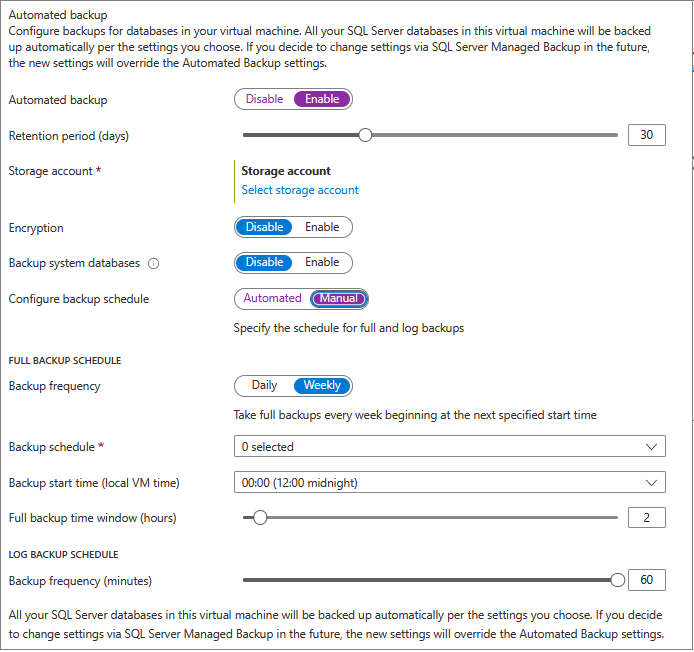 Automated backup
Configure backups for databases in your virtual machine. All your SQL Server databases in this virtual machine will be backed
up automatically per the settings you choose. If you decide to change settings via SQL Server Managed Backup in the future,
the new settings will override the Automated Backup settings.
Automated backup Disable Enable
Retention period (days) 30
Storage account * Storage account
Select storage account
Encryption Disable Enable
Backup system databases Disable Enable
Configure backup schedule Automated Manual
Specify the schedule for full and log backups
FULL BACKUP SCHEDULE
Backup frequency Daily Weekly
Take full backups every week beginning at the next specified start time
Backup schedule * 0 selected
Backup start time (local VM time) 00:00 (12:00 midnight)
Full backup time window (hours) 2
LOG BACKUP SCHEDULE
Backup frequency (minutes) 60
All your SQL Server databases in this virtual machine will be backed up automatically per the settings you choose. If you decide
to change settings via SQL Server Managed Backup in the future, the new settings will override the Automated Backup settings.